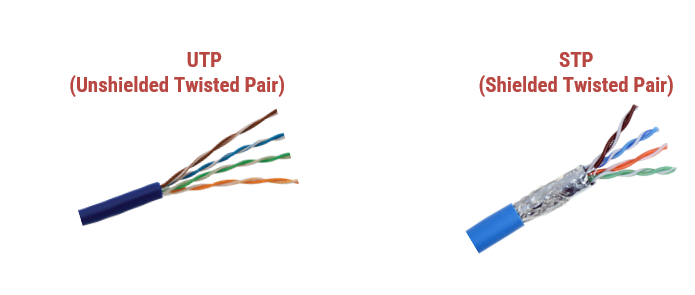 UTP
(Unshielded Twisted Pair)
STP
(Shielded Twisted Pair)